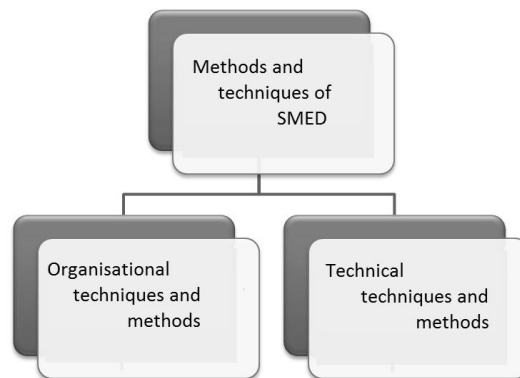 Methods and
techniques of
SMED
Organisational
techniques and
methods
Technical
techniques and
methods